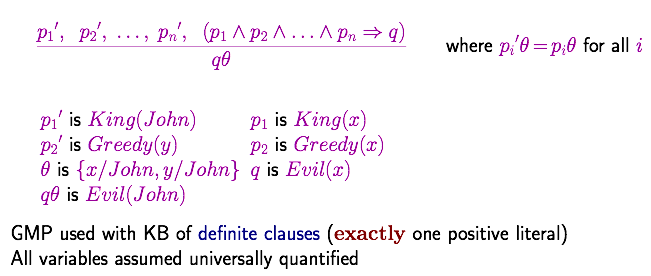 p₁′, p₂′, …, pₙ′, (p₁ ∧ p₂ ∧ … ∧ pₙ ⇒ q)
qθ
where pᵢ′θ = pᵢθ for all i
p₁′ is King(John) p₁ is King(x)
p₂′ is Greedy(y) p₂ is Greedy(x)
θ is {x/John, y/John} q is Evil(x)
qθ is Evil(John)
GMP used with KB of definite clauses (exactly one positive literal)
All variables assumed universally quantified